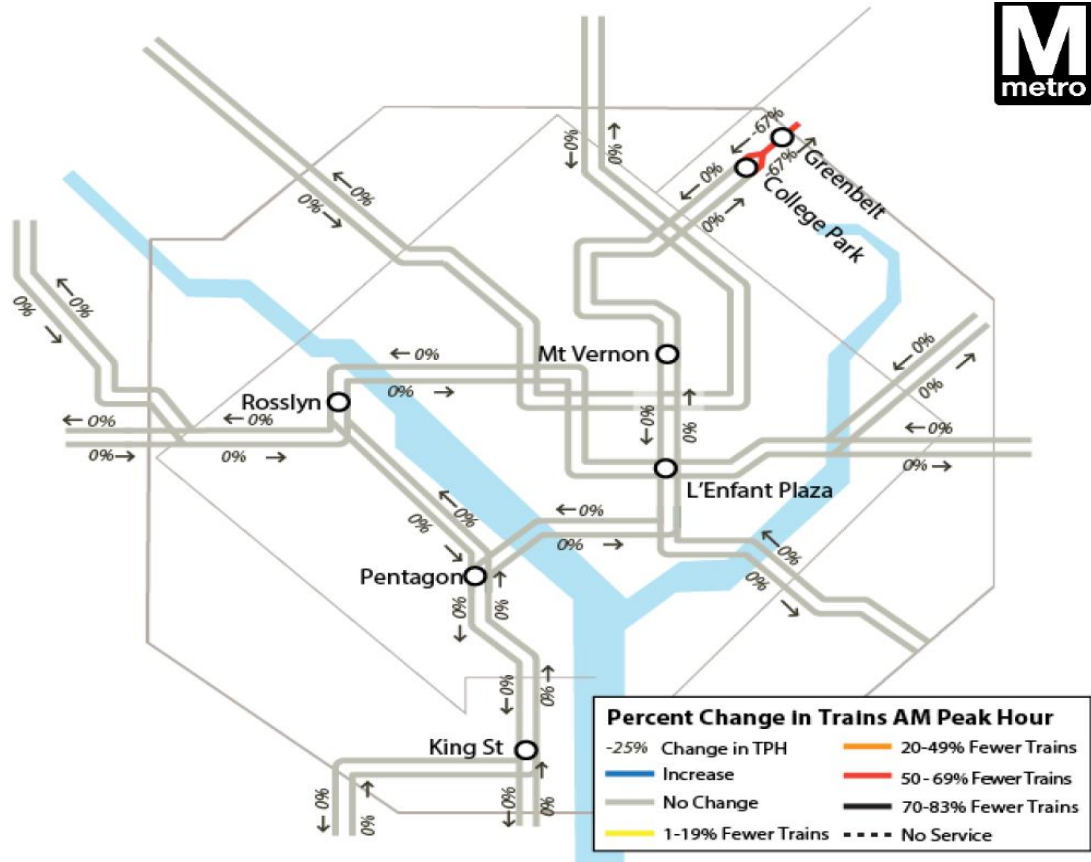 M
metro
-67%
← 0%
-67%
Greenbelt
College Park
← 0%
0% →
← 0%
0% →
← 0%
0% →
← 0%
0% →
Mt Vernon
← 0%
0% →
Rosslyn
← 0%
0% →
← 0%
0% →
← 0%
0% →
← 0%
0% →
← 0%
0% →
L'Enfant Plaza
← 0%
0% →
← 0%
0% →
← 0%
0% →
Pentagon
← 0%
0% →
← 0%
0% →
King St
← 0%
0% →
← 0%
0% →
Percent Change in Trains AM Peak Hour
-25% Change in TPH
Increase
No Change
1-19% Fewer Trains
20-49% Fewer Trains
50-69% Fewer Trains
70-83% Fewer Trains
No Service